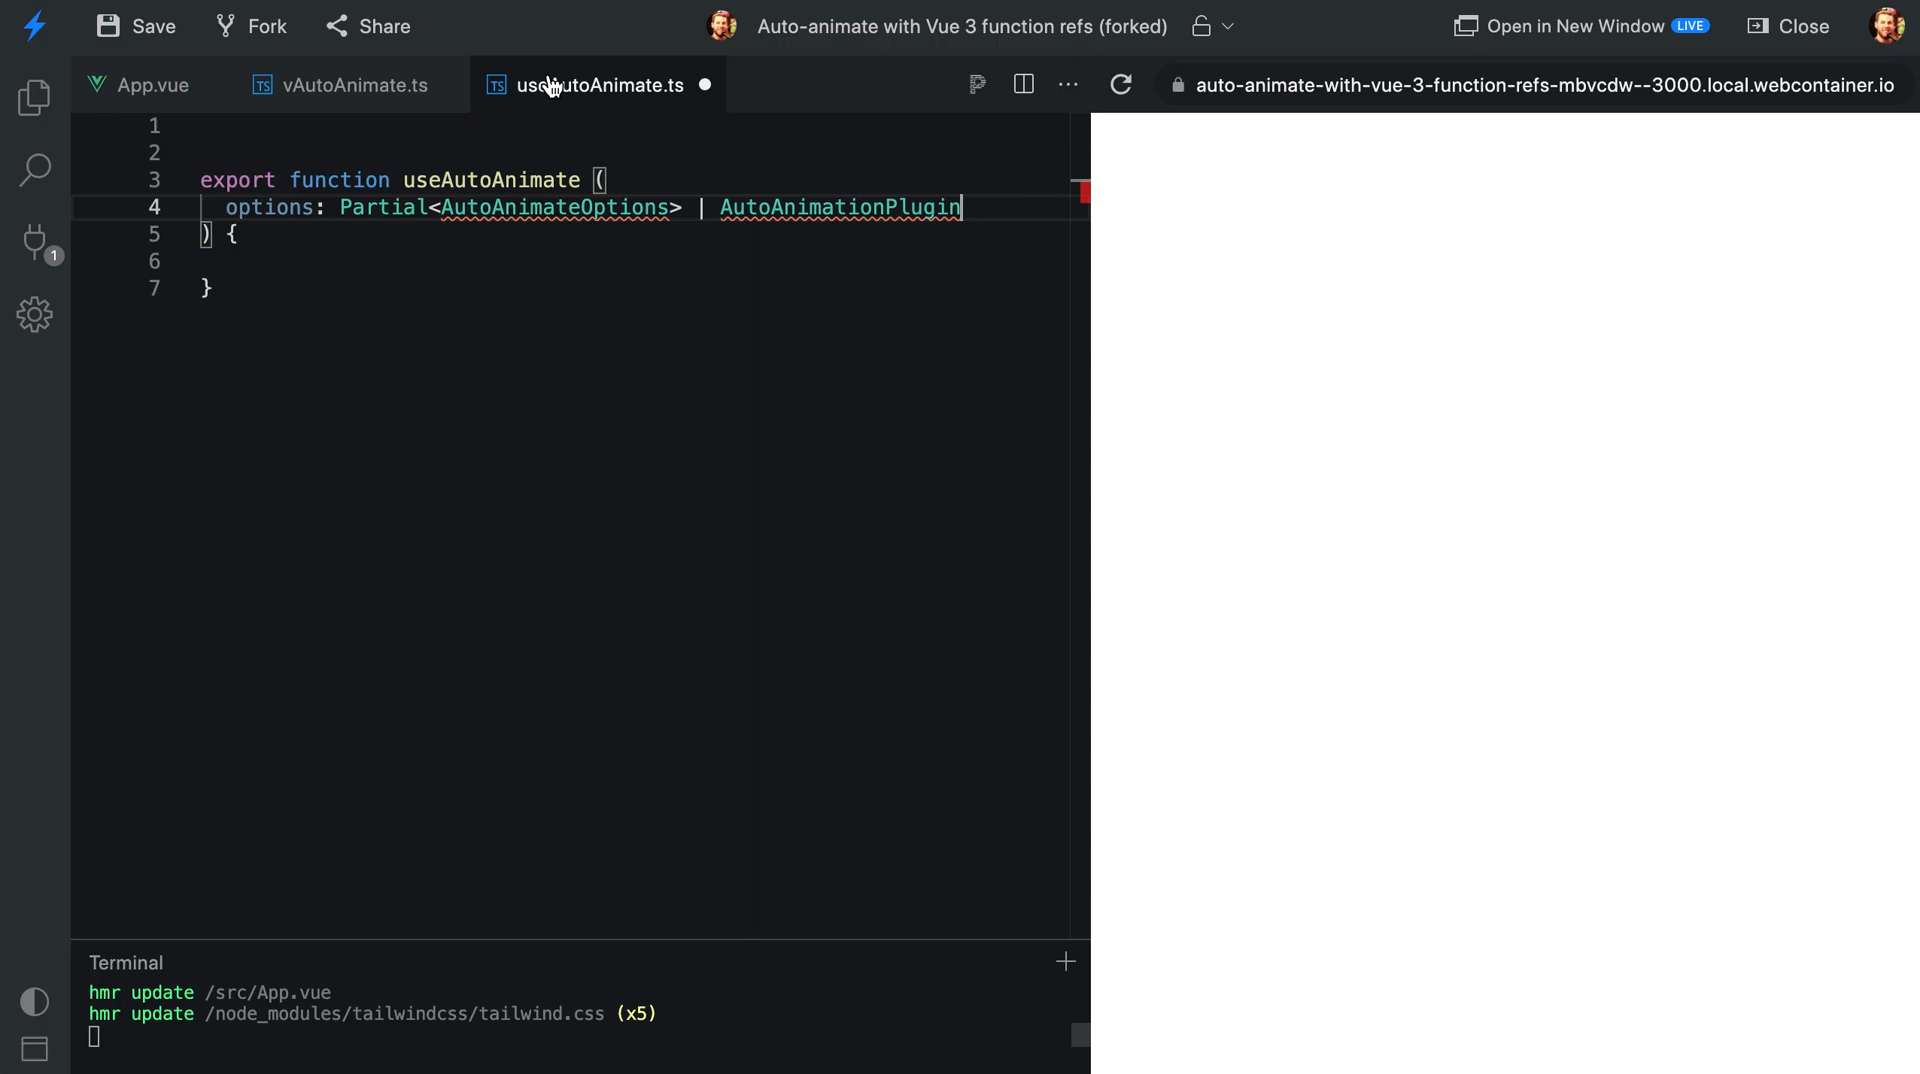 Save
Fork
Share
Auto-animate with Vue 3 function refs (forked)
Open in New Window LIVE
Close
App.vue
TS vAutoAnimate.ts
TS useAutoAnimate.ts
auto-animate-with-vue-3-function-refs-mbvcdw--3000.local.webcontainer.io
1
2
3 export function useAutoAnimate (
4 options: Partial<AutoAnimateOptions> | AutoAnimationPlugin
5 ) {
6
7 }
1
Terminal
hmr update /src/App.vue
hmr update /node_modules/tailwindcss/tailwind.css (x5)